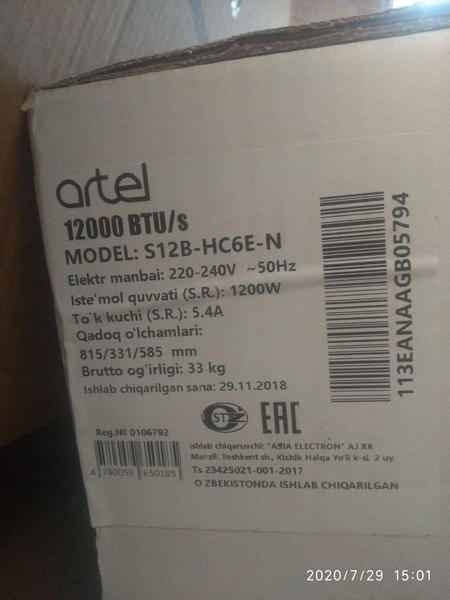 artel
12000 BTU/s
MODEL: S12B-HC6E-N
Elektr manbai: 220-240V ~50Hz
Iste'mol quvvati (S.R.): 1200W
To`k kuchi (S.R.): 5.4A
Qadoq o'lchamlari:
815/331/585 mm
Brutto og'irligi: 33 kg
Ishlab chiqarilgan sana: 29.11.2018
113EANAAGB05794
EAC
Reg.№ 0106792
4 780059 650185
Ishlab chiqaruvchi: "ASIA ELECTRON" AJ XK
Manzil: Toshkent sh., Kichik Halqa Yo'li k-si, 2 uy.
Ts 23425021-001-2017
O`ZBEKISTONDA ISHLAB CHIQARILGAN
2020/7/29 15:01